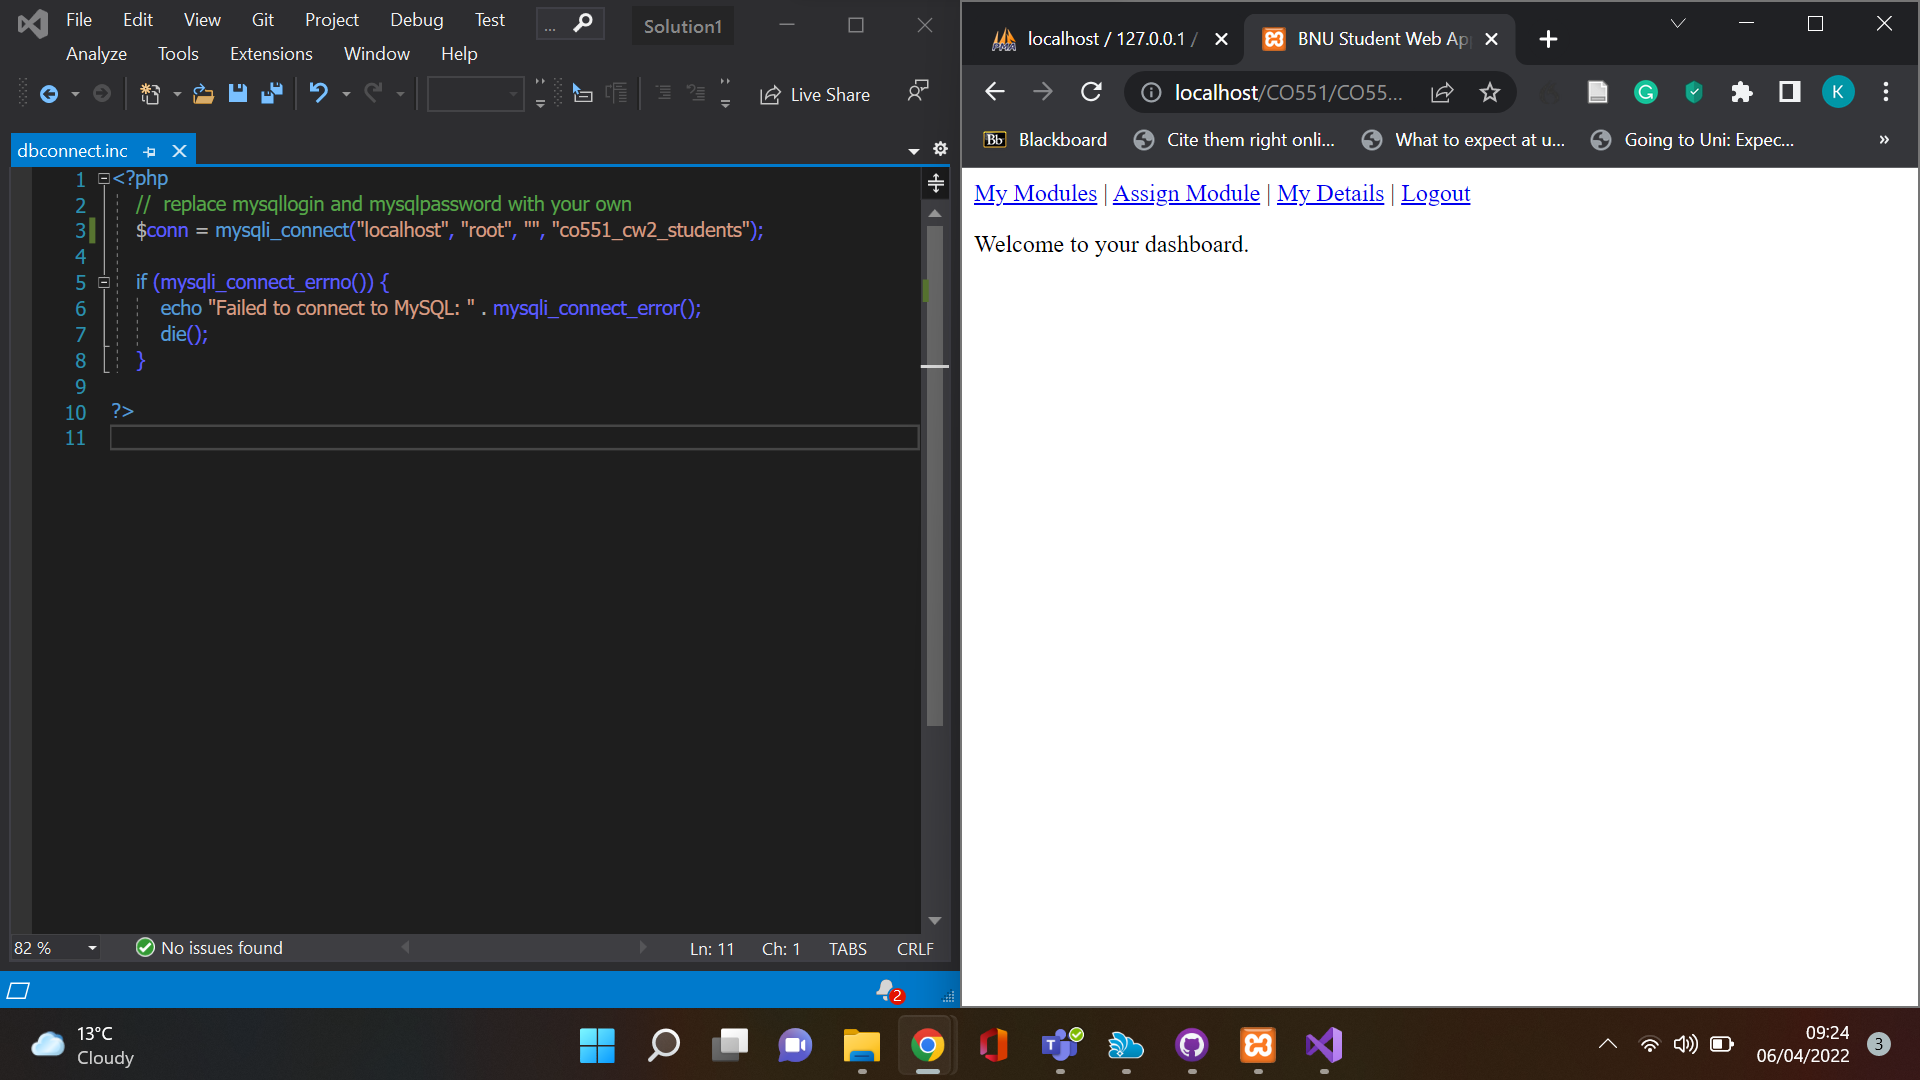 File Edit View Git Project Debug Test ... Solution1
Analyze Tools Extensions Window Help
Live Share
dbconnect.inc
1 <?php
2 // replace mysqllogin and mysqlpassword with your own
3 $conn = mysqli_connect("localhost", "root", "", "co551_cw2_students");
4
5 if (mysqli_connect_errno()) {
6 echo "Failed to connect to MySQL: " . mysqli_connect_error();
7 die();
8 }
9
10 ?>
11
82 % No issues found Ln: 11 Ch: 1 TABS CRLF
2
localhost / 127.0.0.1 / BNU Student Web Ap
localhost/CO551/CO55... K
Bb Blackboard Cite them right onli... What to expect at u... Going to Uni: Expec... »
My Modules | Assign Module | My Details | Logout
Welcome to your dashboard.
13°C
Cloudy
09:24
06/04/2022 3